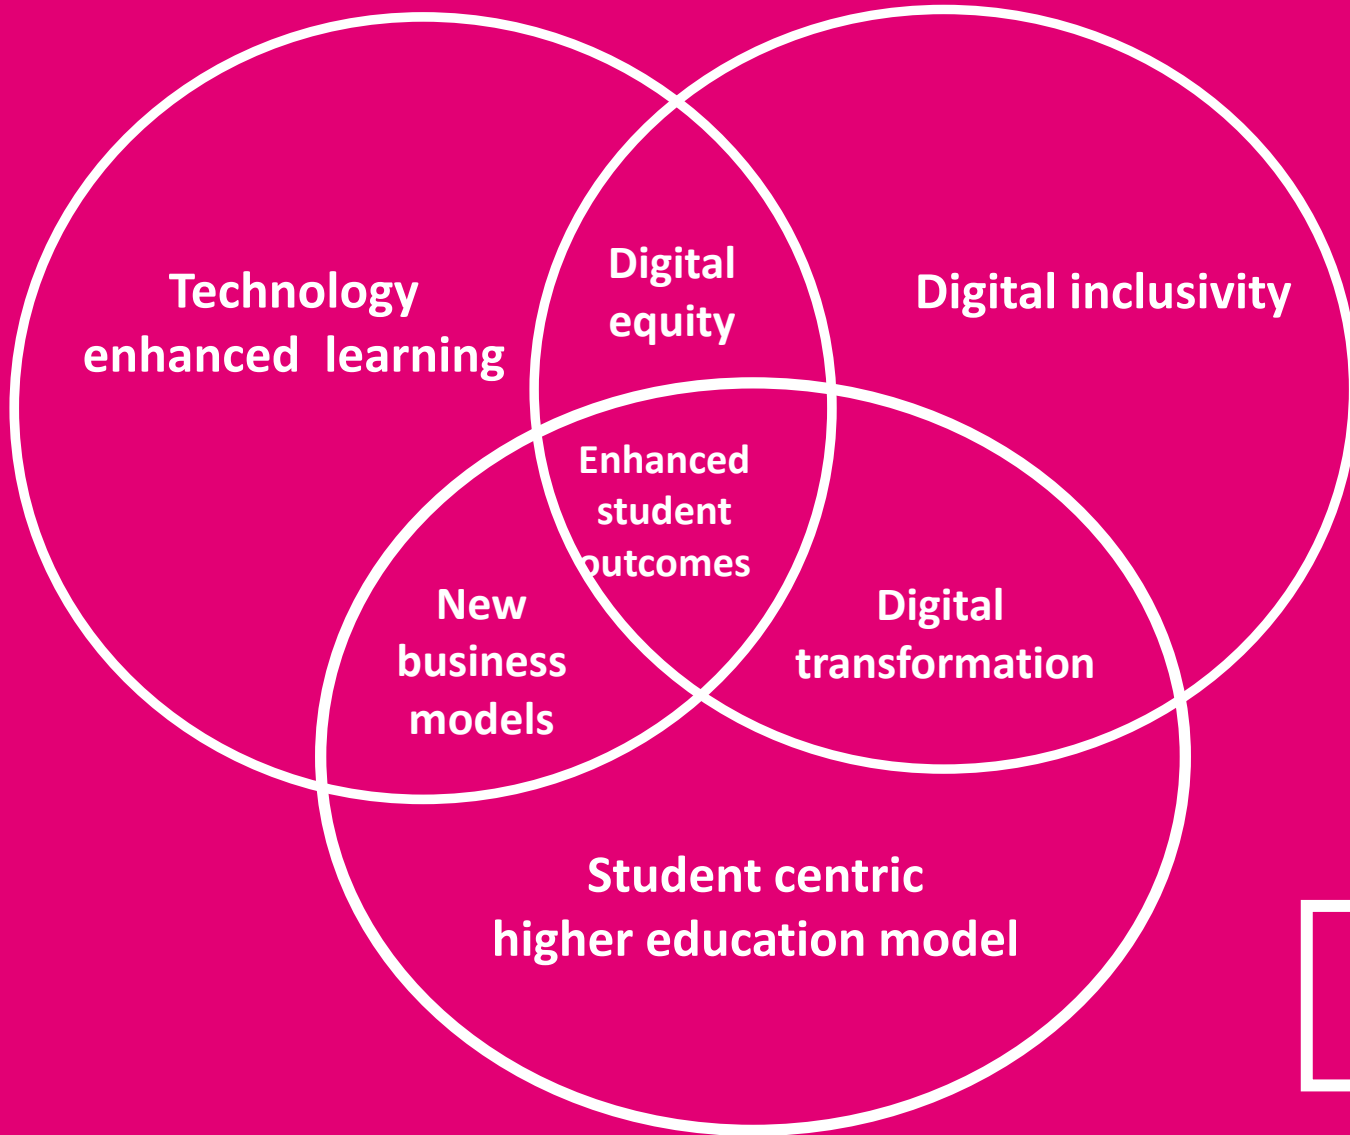 Technology
enhanced  learning
Digital
equity
Digital inclusivity
Enhanced
student
outcomes
New
business
models
Digital
transformation
Student centric
higher education model